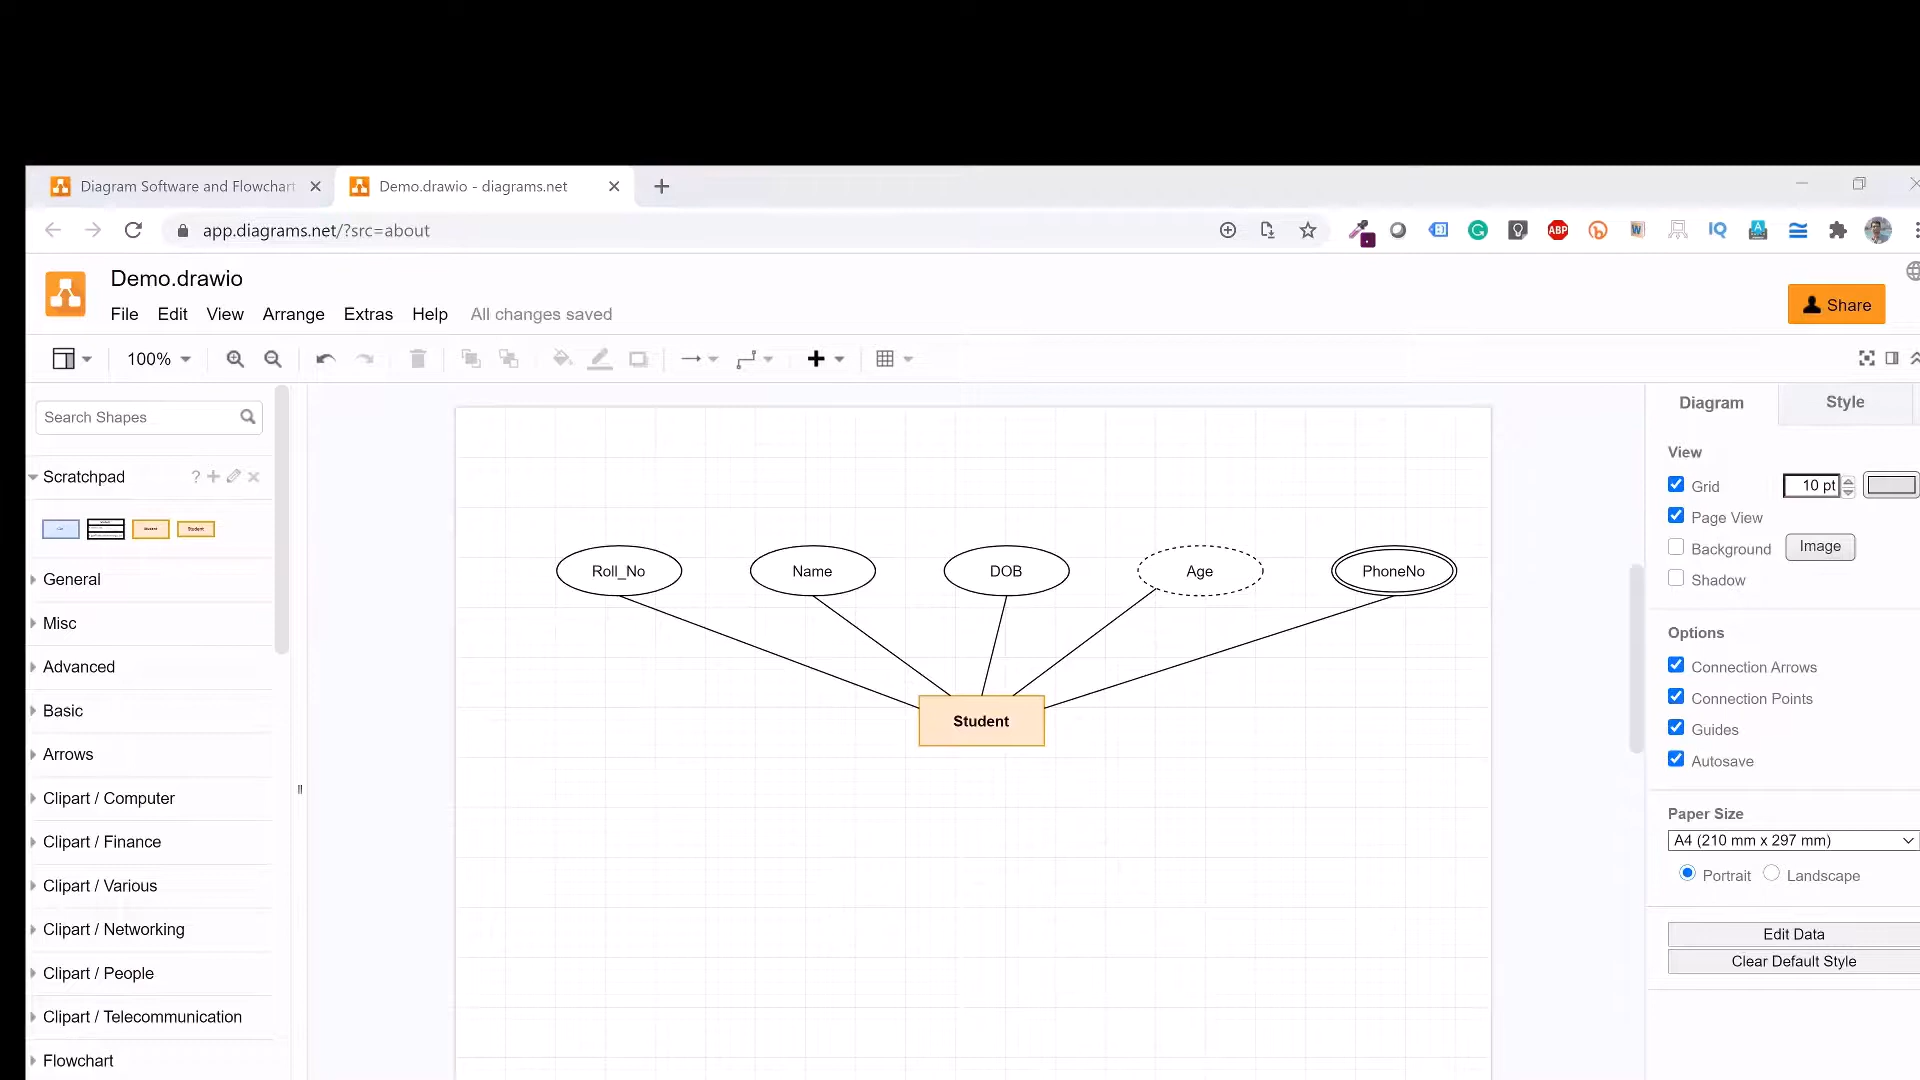 Diagram Software and Flowchart
Demo.drawio - diagrams.net
app.diagrams.net/?src=about
ABP
W
IQ
A
Demo.drawio
File Edit View Arrange Extras Help All changes saved
Share
100%
Search Shapes
Diagram
Style
Scratchpad
?
Student
Student
General
Misc
Advanced
Basic
Arrows
Clipart / Computer
Clipart / Finance
Clipart / Various
Clipart / Networking
Clipart / People
Clipart / Telecommunication
Flowchart
Roll_No
Name
DOB
Age
PhoneNo
Student
View
Grid
10 pt
Page View
Background
Image
Shadow
Options
Connection Arrows
Connection Points
Guides
Autosave
Paper Size
A4 (210 mm x 297 mm)
Portrait
Landscape
Edit Data
Clear Default Style